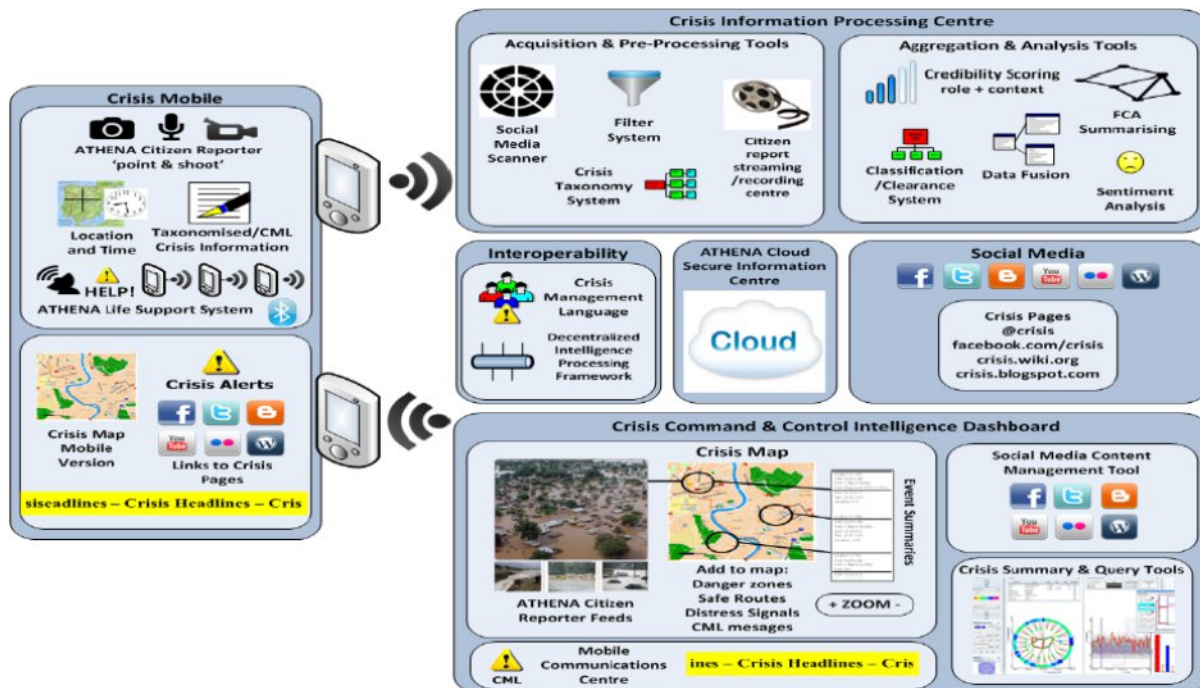 Crisis Mobile
ATHENA Citizen Reporter
'point & shoot'
Location
and Time
Taxonomised/CML
Crisis Information
HELP!
ATHENA Life Support System
Crisis Map
Mobile
Version
Crisis Alerts
You
Tube
Links to Crisis
Pages
siseadlines – Crisis Headlines – Cris
Crisis Information Processing Centre
Acquisition & Pre-Processing Tools
Social
Media
Scanner
Filter
System
Crisis
Taxonomy
System
Citizen
report
streaming
/recording
centre
Aggregation & Analysis Tools
Credibility Scoring
role + context
FCA
Summarising
Classification
/Clearance
System
Data Fusion
Sentiment
Analysis
Interoperability
Crisis
Management
Language
Decentralized
Intelligence
Processing
Framework
ATHENA Cloud
Secure Information
Centre
Cloud
Social Media
You
Tube
Crisis Pages
@crisis
facebook.com/crisis
crisis.wiki.org
crisis.blogspot.com
Crisis Command & Control Intelligence Dashboard
Crisis Map
Event Summaries
ATHENA Citizen
Reporter Feeds
Add to map:
Danger zones
Safe Routes
Distress Signals
CML mesages
+ ZOOM -
CML
Mobile
Communications
Centre
ines – Crisis Headlines – Cris
Social Media Content
Management Tool
You
Tube
Crisis Summary & Query Tools